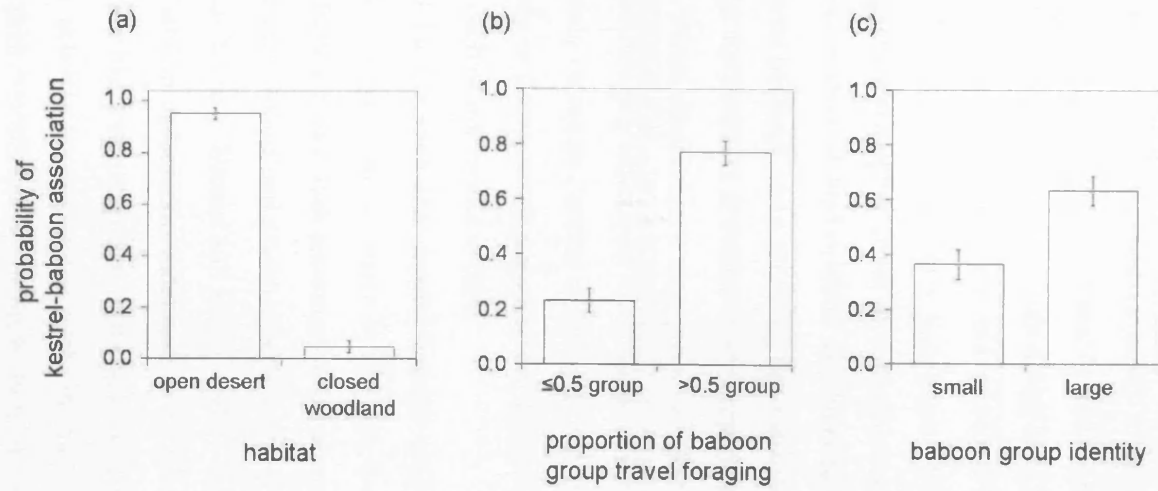 (a)
probability of
kestrel-baboon association
1.0
0.8
0.6
0.4
0.2
0.0
open desert
closed
woodland
habitat
(b)
1.0
0.8
0.6
0.4
0.2
0.0
≤0.5 group
>0.5 group
proportion of baboon
group travel foraging
(c)
1.0
0.8
0.6
0.4
0.2
0.0
small
large
baboon group identity